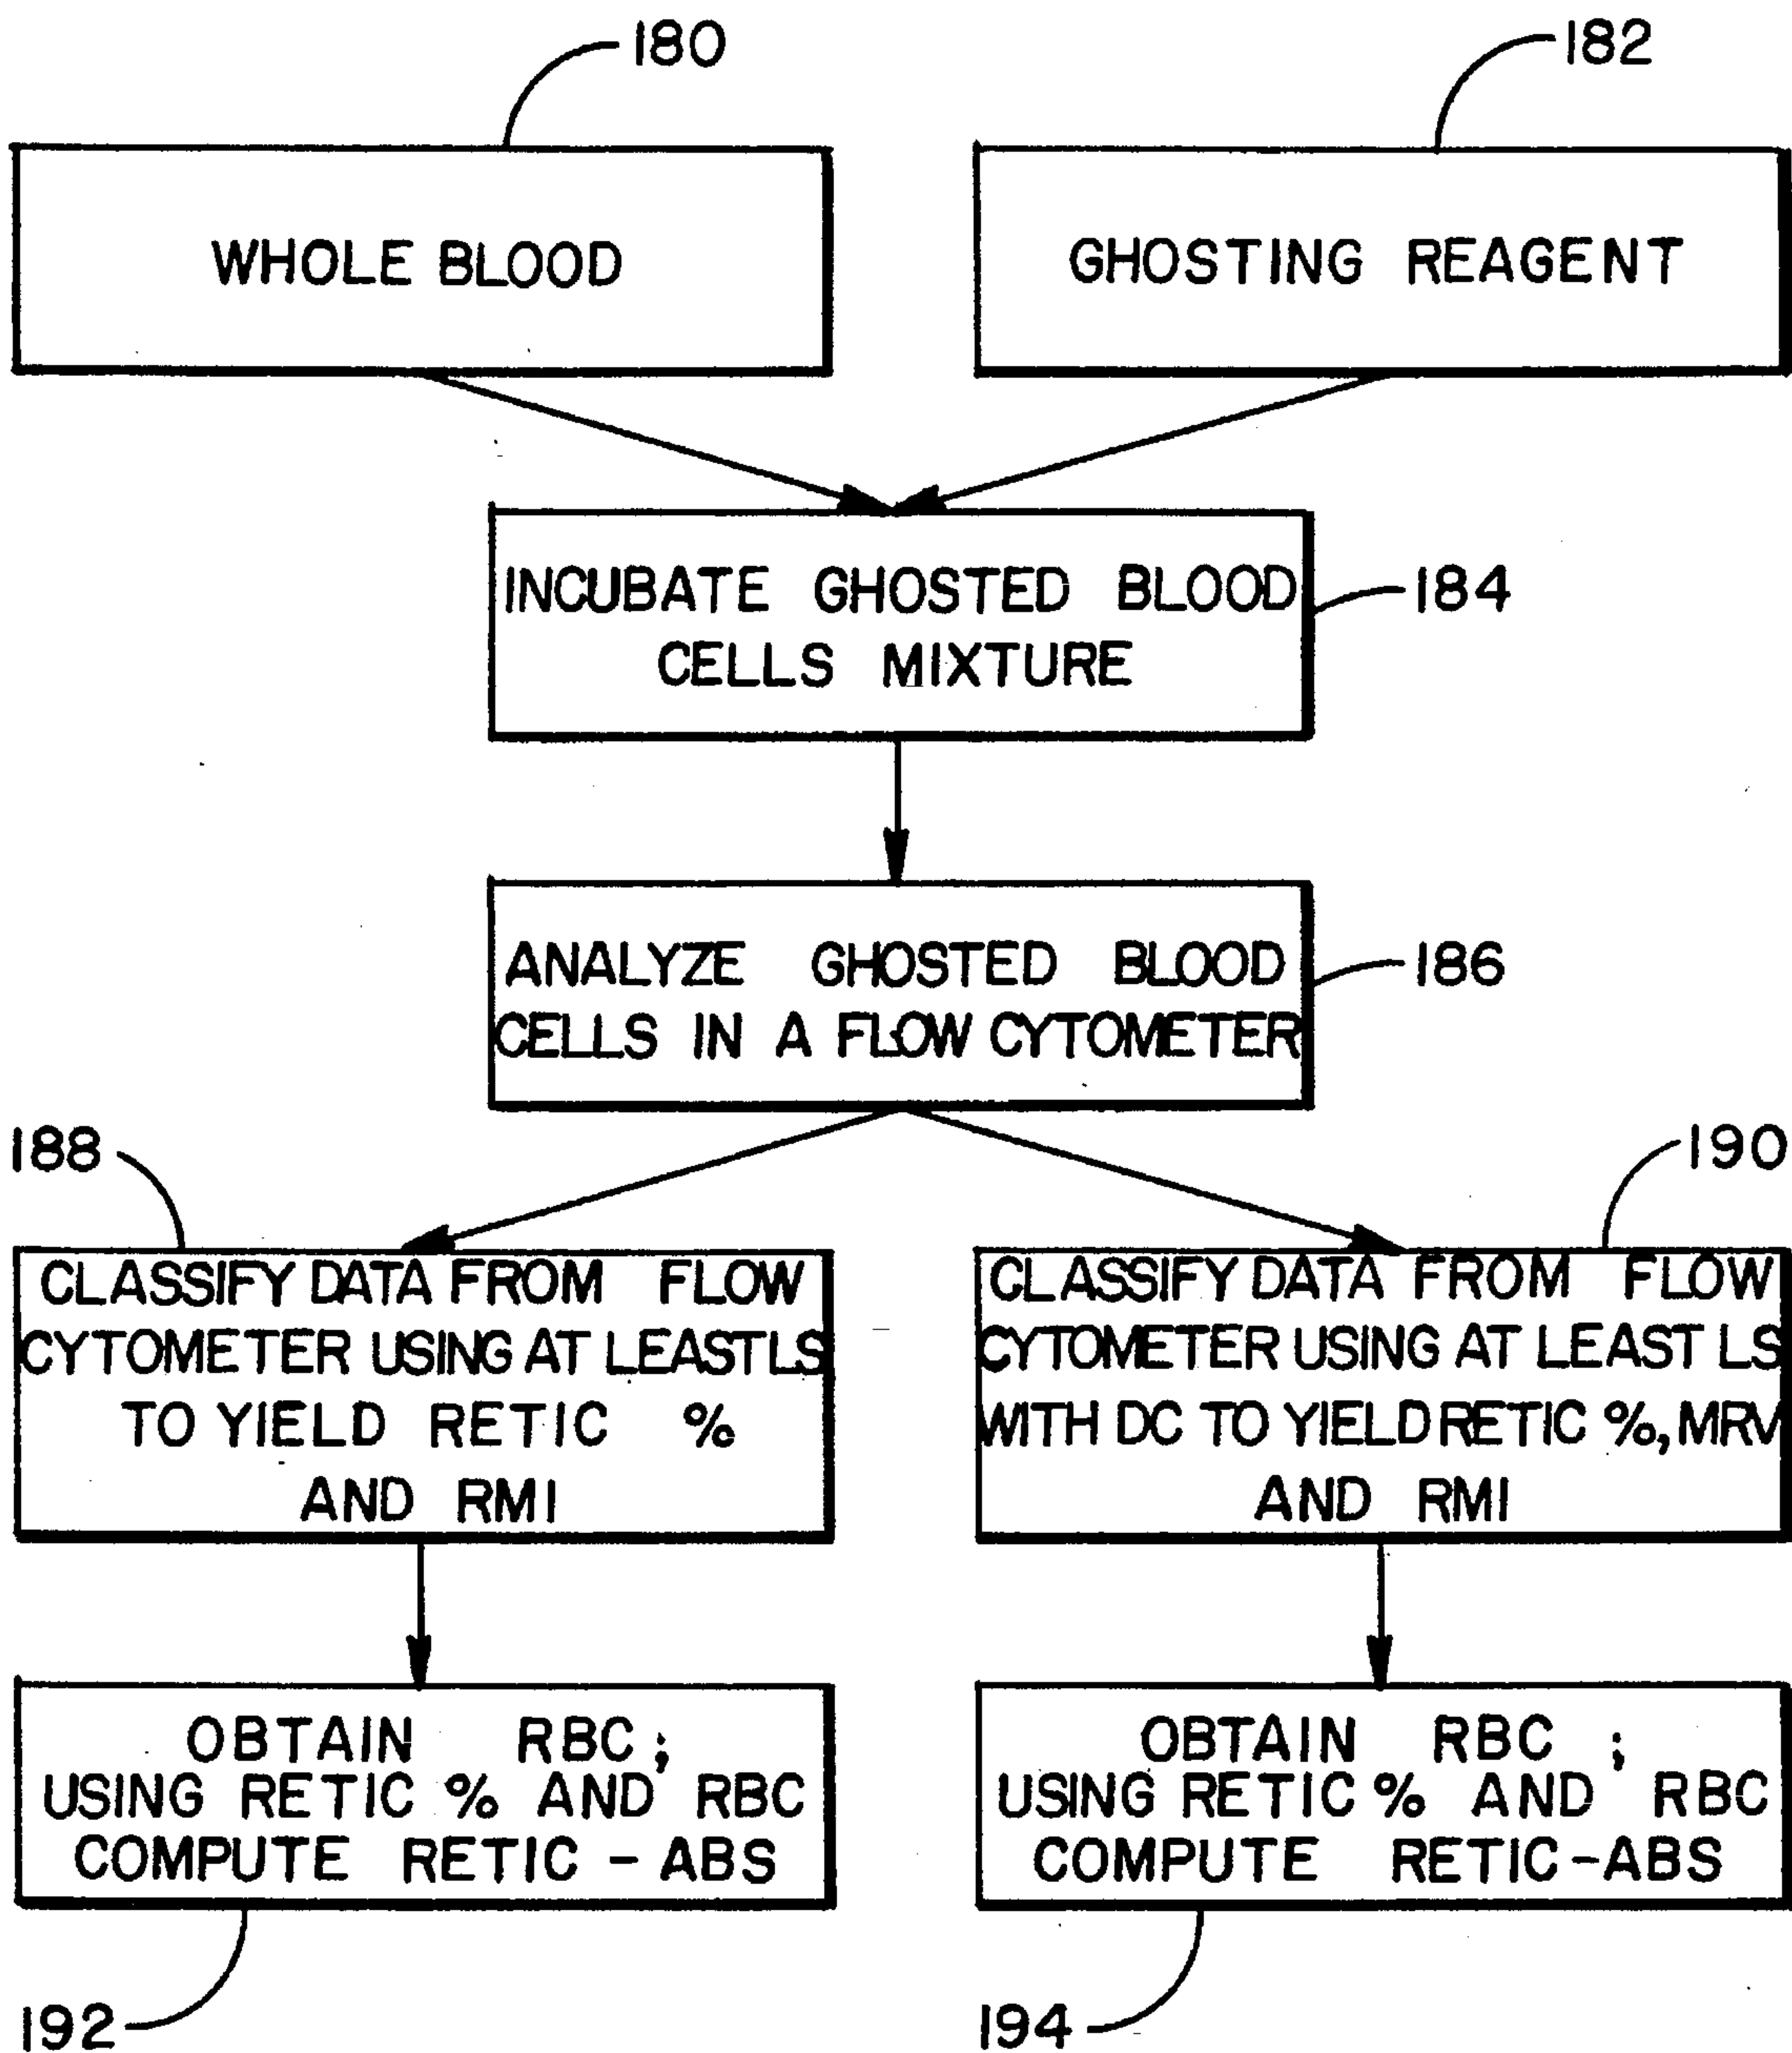 180
182
WHOLE BLOOD
GHOSTING REAGENT
INCUBATE GHOSTED BLOOD
CELLS MIXTURE
184
ANALYZE GHOSTED BLOOD
CELLS IN A FLOW CYTOMETER
186
188
190
CLASSIFY DATA FROM FLOW
CYTOMETER USING AT LEAST LS
TO YIELD RETIC %
AND RMI
CLASSIFY DATA FROM FLOW
CYTOMETER USING AT LEAST LS
WITH DC TO YIELD RETIC %, MRV
AND RMI
OBTAIN RBC;
USING RETIC % AND RBC
COMPUTE RETIC - ABS
OBTAIN RBC ;
USING RETIC % AND RBC
COMPUTE RETIC -ABS
192
194